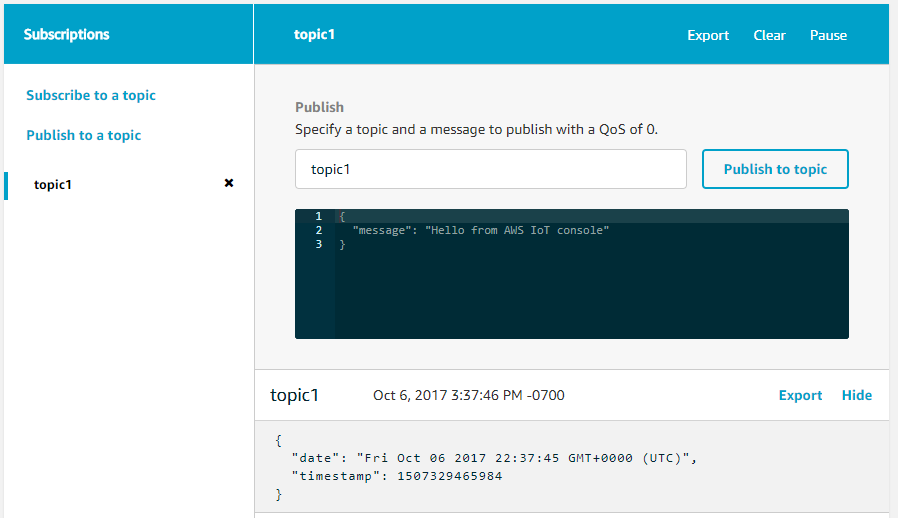 Subscriptions
topic1
Export Clear Pause
Subscribe to a topic
Publish to a topic
topic1 ×
Publish
Specify a topic and a message to publish with a QoS of 0.
topic1
Publish to topic
1 {
2   "message": "Hello from AWS IoT console"
3 }
topic1 Oct 6, 2017 3:37:46 PM -0700 Export Hide
{
  "date": "Fri Oct 06 2017 22:37:45 GMT+0000 (UTC)",
  "timestamp": 1507329465984
}